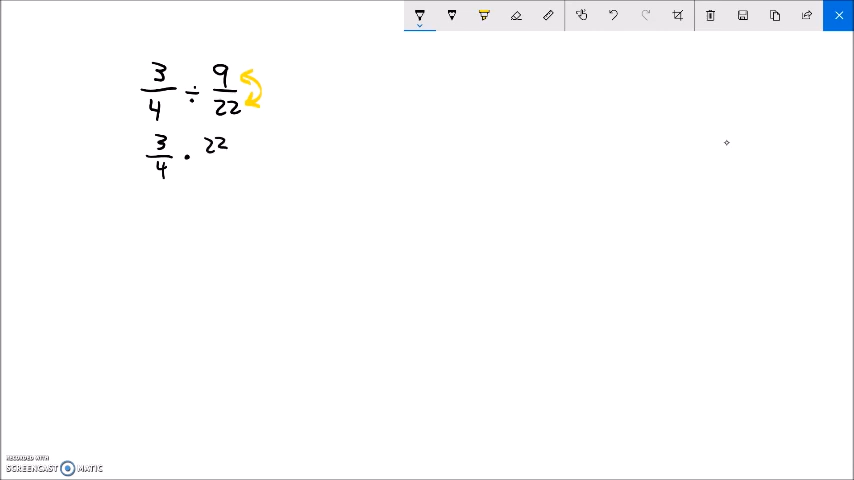 3/4 ÷ 9/22
3/4 · 22
RECORDED WITH
SCREENCAST MATIC